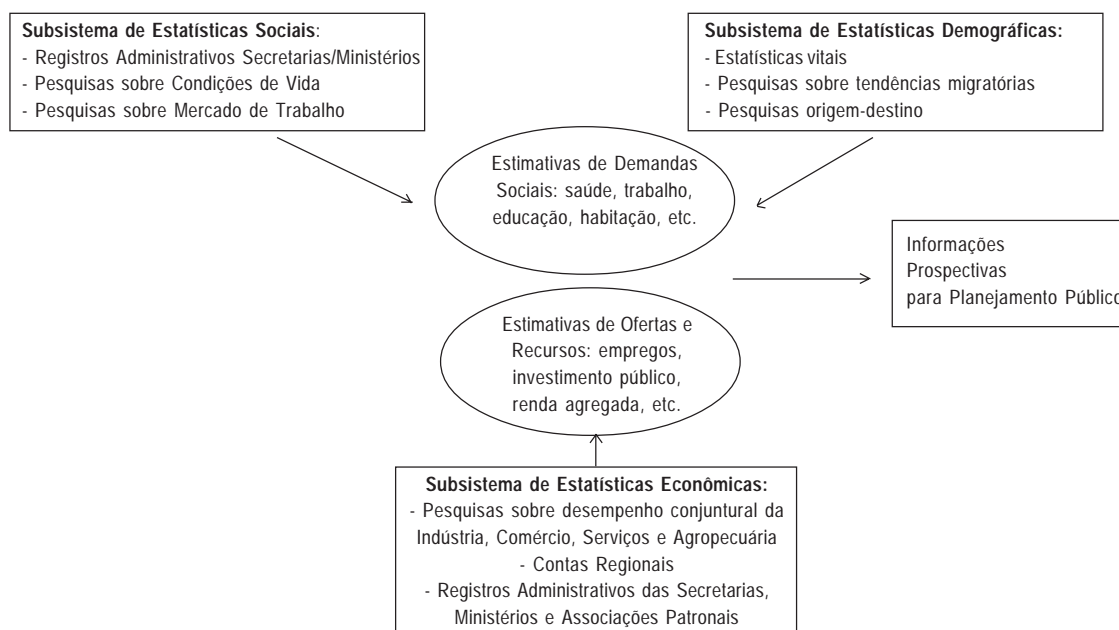 Subsistema de Estatísticas Sociais:
- Registros Administrativos Secretarias/Ministérios
- Pesquisas sobre Condições de Vida
- Pesquisas sobre Mercado de Trabalho
Subsistema de Estatísticas Demográficas:
- Estatísticas vitais
- Pesquisas sobre tendências migratórias
- Pesquisas origem-destino
Estimativas de Demandas
Sociais: saúde, trabalho,
educação, habitação, etc.
Informações
Prospectivas
para Planejamento Público
Estimativas de Ofertas e
Recursos: empregos,
investimento público,
renda agregada, etc.
Subsistema de Estatísticas Econômicas:
- Pesquisas sobre desempenho conjuntural da
Indústria, Comércio, Serviços e Agropecuária
- Contas Regionais
- Registros Administrativos das Secretarias,
Ministérios e Associações Patronais